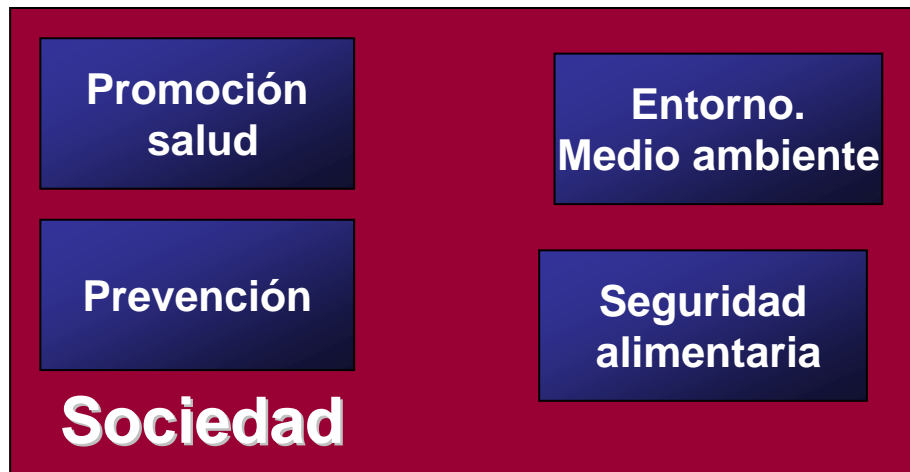 Promoción
salud
Entorno.
Medio ambiente
Prevención
Seguridad
alimentaria
Sociedad